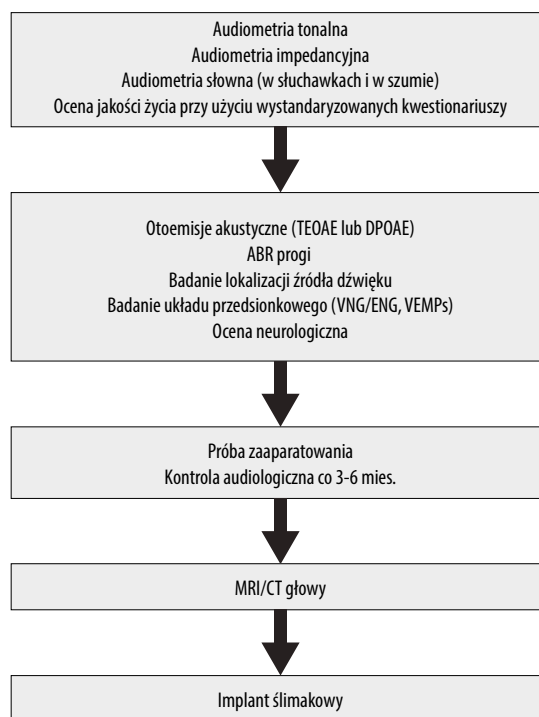 Audiometria tonalna
Audiometria impedancyjna
Audiometria słowna (w słuchawkach i w szumie)
Ocena jakości życia przy użyciu wystandaryzowanych kwestionariuszy
Otoemisje akustyczne (TEOAE lub DPOAE)
ABR progi
Badanie lokalizacji źródła dźwięku
Badanie układu przedsionkowego (VNG/ENG, VEMPs)
Ocena neurologiczna
Próba zaaparatowania
Kontrola audiologiczna co 3-6 mies.
MRI/CT głowy
Implant ślimakowy